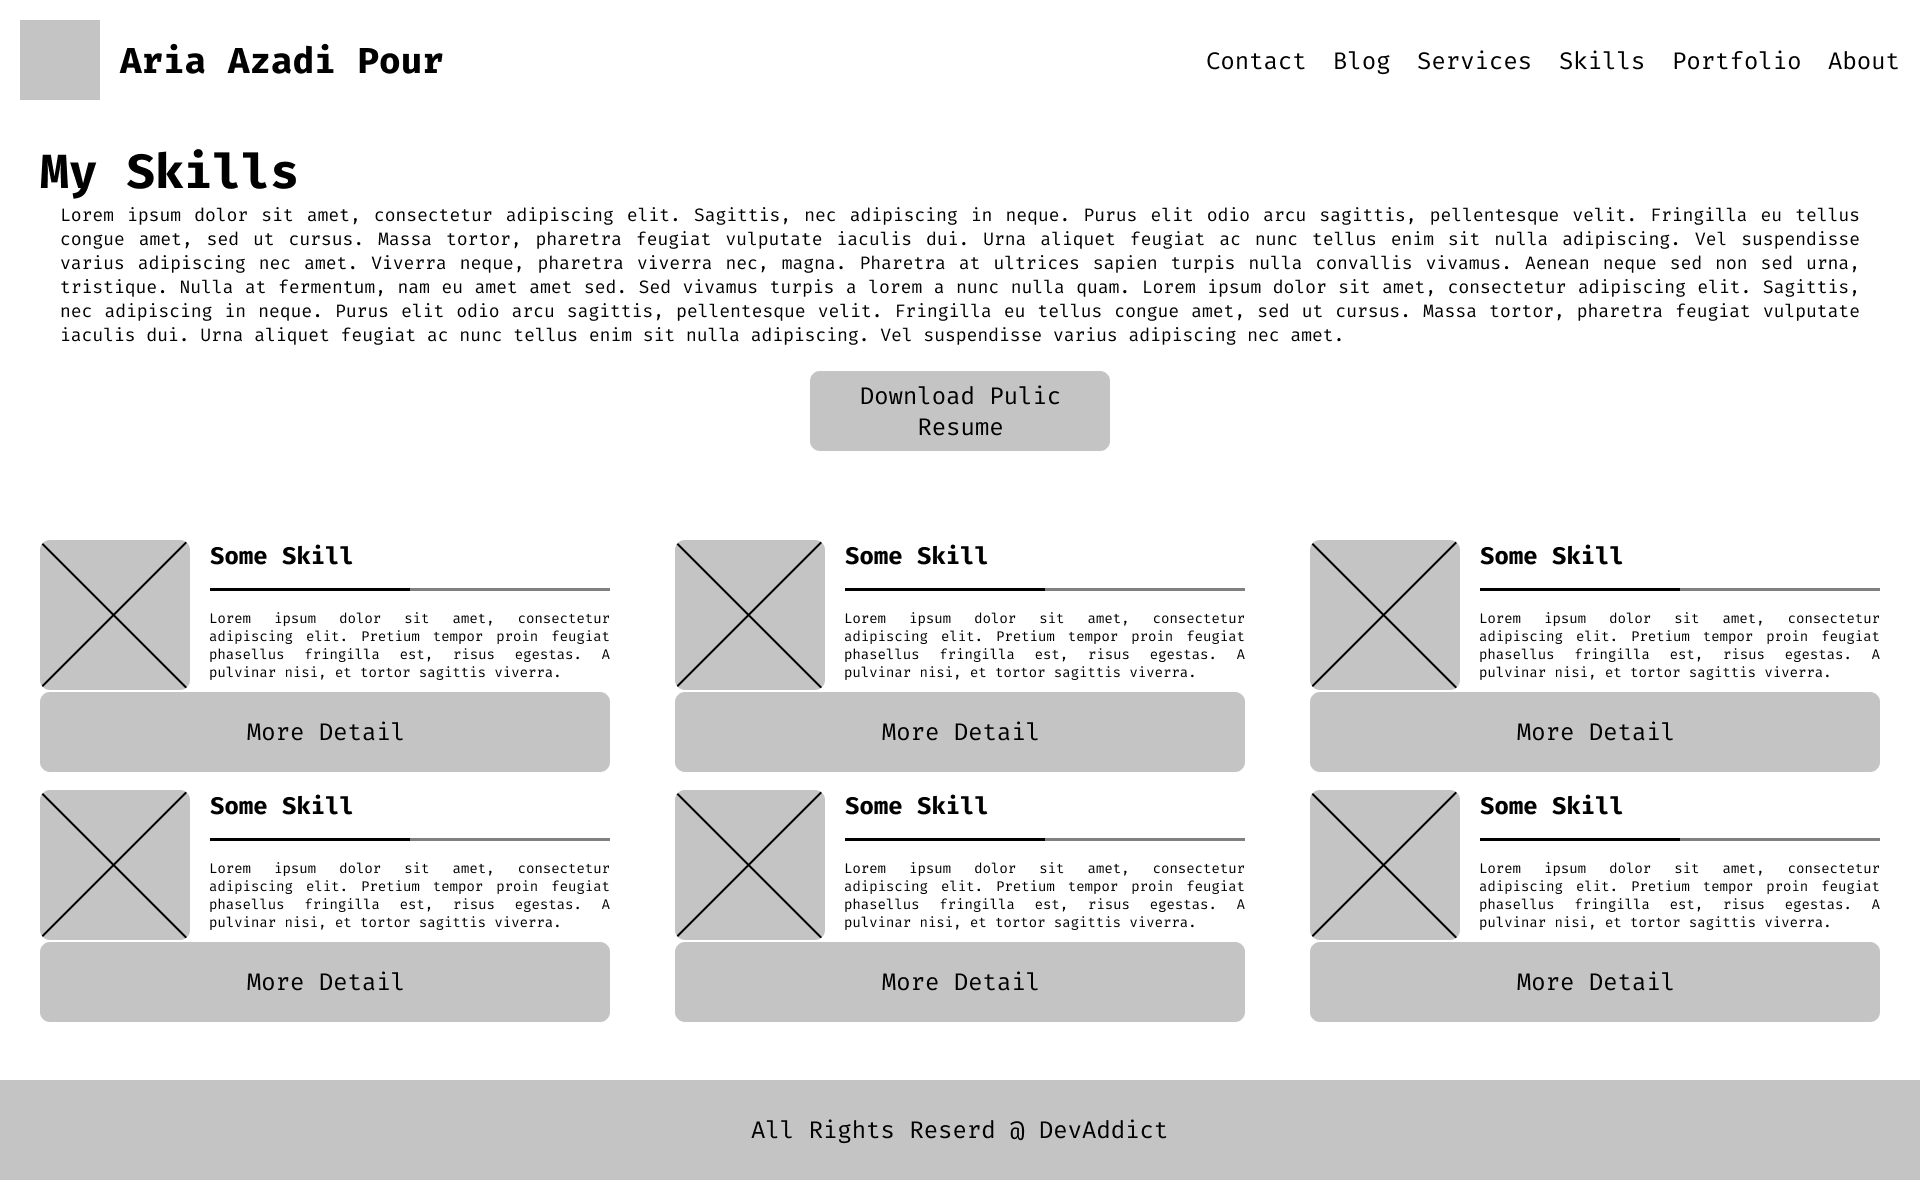 Aria Azadi Pour
Contact Blog Services Skills Portfolio About
My Skills
Lorem ipsum dolor sit amet, consectetur adipiscing elit. Sagittis, nec adipiscing in neque. Purus elit odio arcu sagittis, pellentesque velit. Fringilla eu tellus
congue amet, sed ut cursus. Massa tortor, pharetra feugiat vulputate iaculis dui. Urna aliquet feugiat ac nunc tellus enim sit nulla adipiscing. Vel suspendisse
varius adipiscing nec amet. Viverra neque, pharetra viverra nec, magna. Pharetra at ultrices sapien turpis nulla convallis vivamus. Aenean neque sed non sed urna,
tristique. Nulla at fermentum, nam eu amet amet sed. Sed vivamus turpis a lorem a nunc nulla quam. Lorem ipsum dolor sit amet, consectetur adipiscing elit. Sagittis,
nec adipiscing in neque. Purus elit odio arcu sagittis, pellentesque velit. Fringilla eu tellus congue amet, sed ut cursus. Massa tortor, pharetra feugiat vulputate
iaculis dui. Urna aliquet feugiat ac nunc tellus enim sit nulla adipiscing. Vel suspendisse varius adipiscing nec amet.
Download Pulic
Resume
Some Skill
Lorem ipsum dolor sit amet, consectetur
adipiscing elit. Pretium tempor proin feugiat
phasellus fringilla est, risus egestas. A
pulvinar nisi, et tortor sagittis viverra.
More Detail
Some Skill
Lorem ipsum dolor sit amet, consectetur
adipiscing elit. Pretium tempor proin feugiat
phasellus fringilla est, risus egestas. A
pulvinar nisi, et tortor sagittis viverra.
More Detail
Some Skill
Lorem ipsum dolor sit amet, consectetur
adipiscing elit. Pretium tempor proin feugiat
phasellus fringilla est, risus egestas. A
pulvinar nisi, et tortor sagittis viverra.
More Detail
Some Skill
Lorem ipsum dolor sit amet, consectetur
adipiscing elit. Pretium tempor proin feugiat
phasellus fringilla est, risus egestas. A
pulvinar nisi, et tortor sagittis viverra.
More Detail
Some Skill
Lorem ipsum dolor sit amet, consectetur
adipiscing elit. Pretium tempor proin feugiat
phasellus fringilla est, risus egestas. A
pulvinar nisi, et tortor sagittis viverra.
More Detail
Some Skill
Lorem ipsum dolor sit amet, consectetur
adipiscing elit. Pretium tempor proin feugiat
phasellus fringilla est, risus egestas. A
pulvinar nisi, et tortor sagittis viverra.
More Detail
All Rights Reserd @ DevAddict